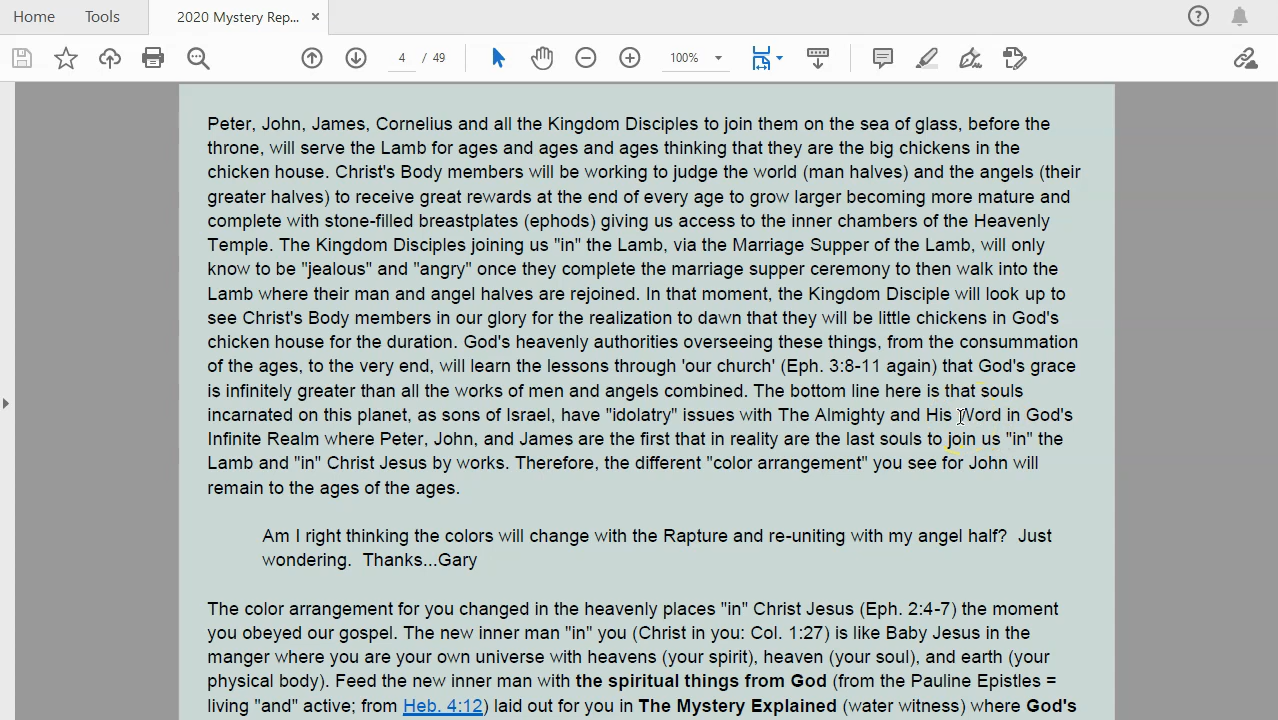 Home Tools 2020 Mystery Rep... ×
4 / 49 100%
Peter, John, James, Cornelius and all the Kingdom Disciples to join them on the sea of glass, before the
throne, will serve the Lamb for ages and ages and ages thinking that they are the big chickens in the
chicken house. Christ's Body members will be working to judge the world (man halves) and the angels (their
greater halves) to receive great rewards at the end of every age to grow larger becoming more mature and
complete with stone-filled breastplates (ephods) giving us access to the inner chambers of the Heavenly
Temple. The Kingdom Disciples joining us "in" the Lamb, via the Marriage Supper of the Lamb, will only
know to be "jealous" and "angry" once they complete the marriage supper ceremony to then walk into the
Lamb where their man and angel halves are rejoined. In that moment, the Kingdom Disciple will look up to
see Christ's Body members in our glory for the realization to dawn that they will be little chickens in God's
chicken house for the duration. God's heavenly authorities overseeing these things, from the consummation
of the ages, to the very end, will learn the lessons through 'our church' (Eph. 3:8-11 again) that God's grace
is infinitely greater than all the works of men and angels combined. The bottom line here is that souls
incarnated on this planet, as sons of Israel, have "idolatry" issues with The Almighty and His Word in God's
Infinite Realm where Peter, John, and James are the first that in reality are the last souls to join us "in" the
Lamb and "in" Christ Jesus by works. Therefore, the different "color arrangement" you see for John will
remain to the ages of the ages.
Am I right thinking the colors will change with the Rapture and re-uniting with my angel half? Just
wondering. Thanks...Gary
The color arrangement for you changed in the heavenly places "in" Christ Jesus (Eph. 2:4-7) the moment
you obeyed our gospel. The new inner man "in" you (Christ in you: Col. 1:27) is like Baby Jesus in the
manger where you are your own universe with heavens (your spirit), heaven (your soul), and earth (your
physical body). Feed the new inner man with the spiritual things from God (from the Pauline Epistles =
living "and" active; from Heb. 4:12) laid out for you in The Mystery Explained (water witness) where God's